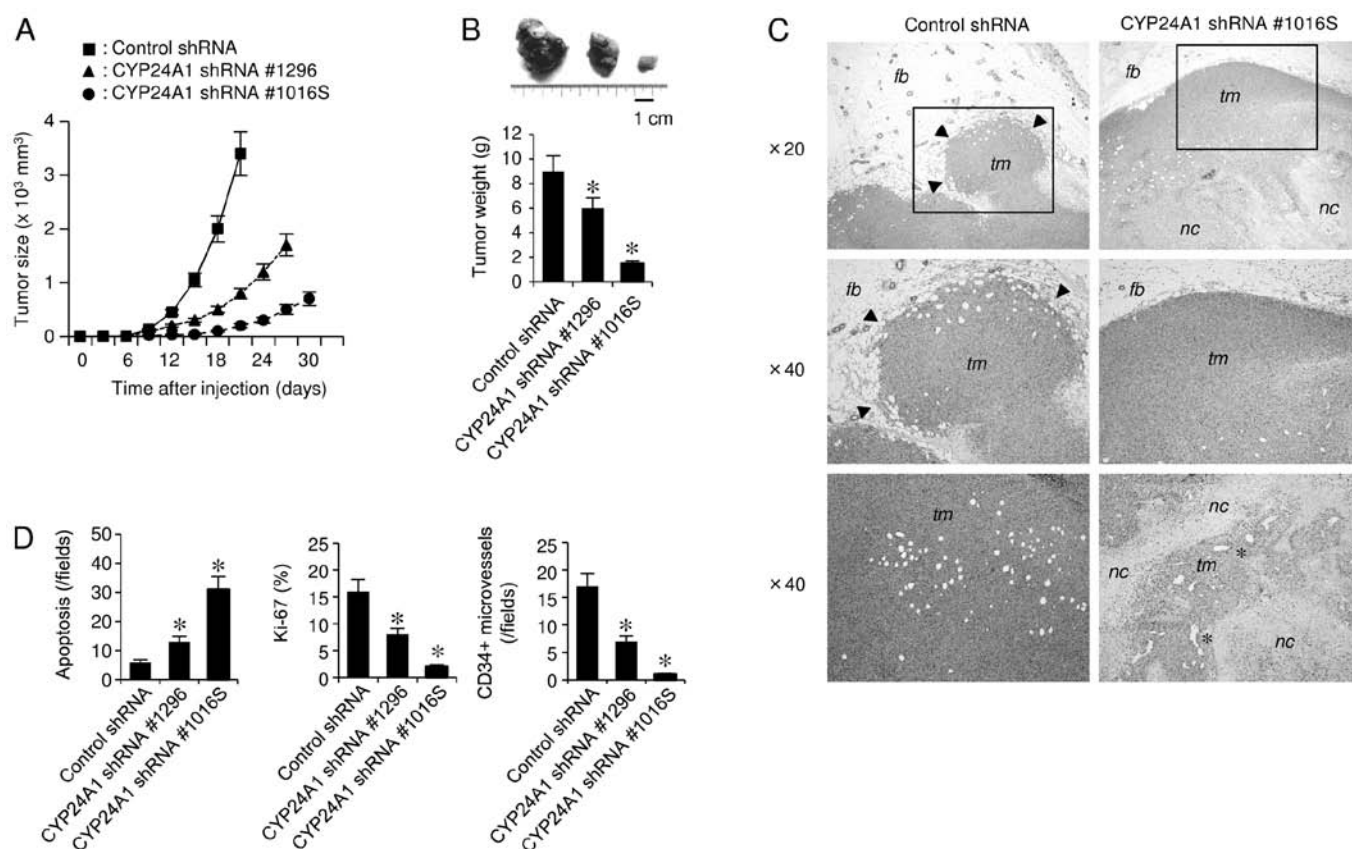 A
■ : Control shRNA
▲ : CYP24A1 shRNA #1296
● : CYP24A1 shRNA #1016S
Tumor size (x 10³ mm³)
4
3
2
1
0
0 6 12 18 24 30
Time after injection (days)
B
1 cm
Tumor weight (g)
12
10
8
6
4
2
0
*
*
Control shRNA
CYP24A1 shRNA #1296
CYP24A1 shRNA #1016S
C
Control shRNA CYP24A1 shRNA #1016S
×20
fb
tm
fb
tm
nc
nc
×40
fb
tm
fb
tm
×40
tm
nc
nc
tm
*
*
nc
D
Apoptosis (/fields)
50
40
30
20
10
0
*
*
Control shRNA
CYP24A1 shRNA #1296
CYP24A1 shRNA #1016S
Ki-67 (%)
25
20
15
10
5
0
*
*
Control shRNA
CYP24A1 shRNA #1296
CYP24A1 shRNA #1016S
CD34+ microvessels
(/fields)
25
20
15
10
5
0
*
*
Control shRNA
CYP24A1 shRNA #1296
CYP24A1 shRNA #1016S